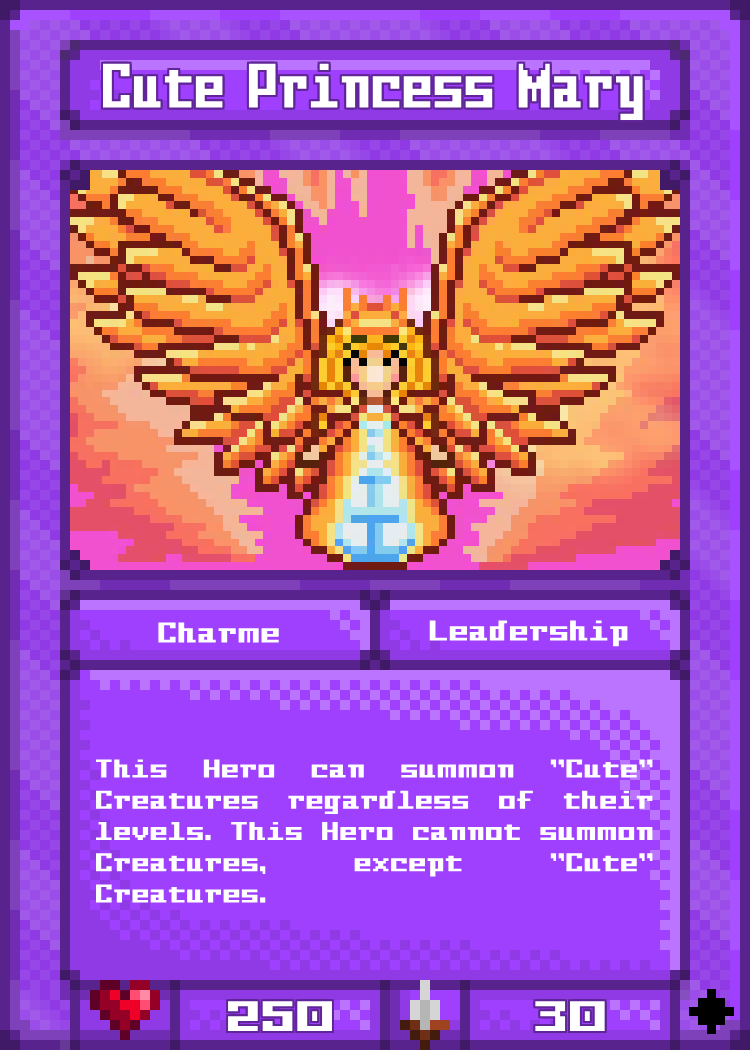 Cute Princess Mary
Charme
Leadership
This Hero can summon "Cute"
Creatures regardless of their
levels. This Hero cannot summon
Creatures, except "Cute"
Creatures.
250
30